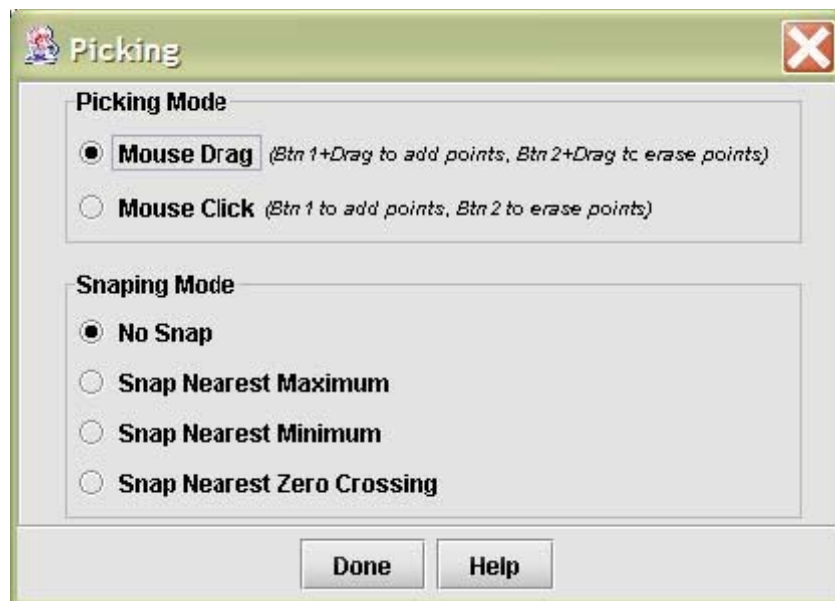 Picking
Picking Mode
Mouse Drag (Btn 1+Drag to add points, Btn 2+Drag to erase points)
Mouse Click (Btn 1 to add points, Btn 2 to erase points)
Snaping Mode
No Snap
Snap Nearest Maximum
Snap Nearest Minimum
Snap Nearest Zero Crossing
Done Help